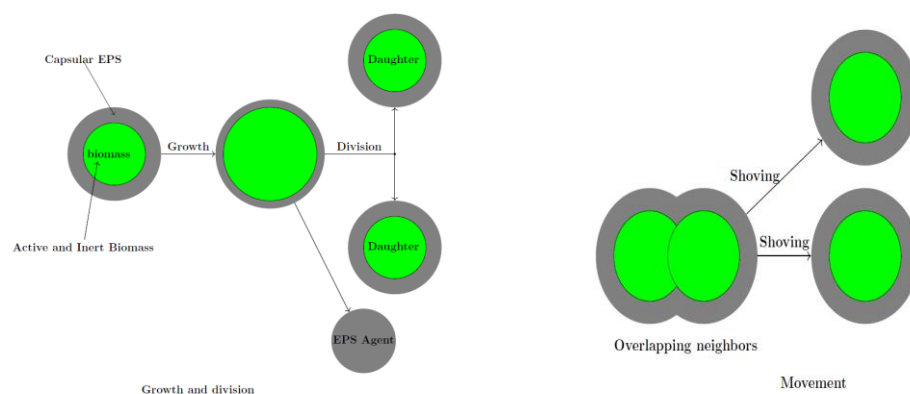 Capsular EPS
biomass
Active and Inert Biomass
Growth
Division
Daughter
Daughter
EPS Agent
Growth and division
Shoving
Shoving
Overlapping neighbors
Movement